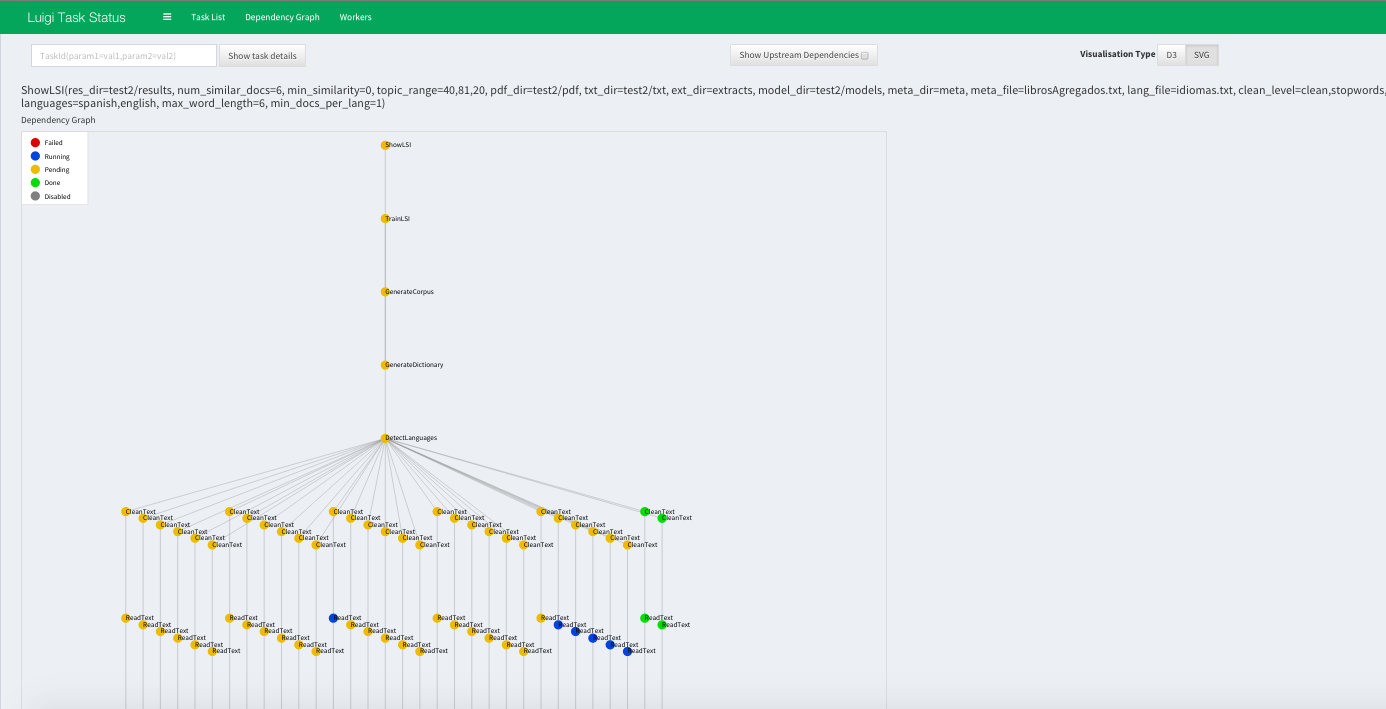 Luigi Task Status
Task List
Dependency Graph
Workers
TaskId(param1=val1,param2=val2)
Show task details
Show Upstream Dependencies
Visualisation Type
D3
SVG
ShowLSI(res_dir=test2/results, num_similar_docs=6, min_similarity=0, topic_range=40,81,20, pdf_dir=test2/pdf, txt_dir=test2/txt, ext_dir=extracts, model_dir=test2/models, meta_dir=meta, meta_file=librosAgregados.txt, lang_file=idiomas.txt, clean_level=clean,stopwords,
languages=spanish,english, max_word_length=6, min_docs_per_lang=1)
Dependency Graph
Failed
Running
Pending
Done
Disabled
ShowLSI
TrainLSI
GenerateCorpus
GenerateDictionary
DetectLanguages
CleanText CleanText CleanText CleanText CleanText CleanText
CleanText CleanText CleanText CleanText CleanText CleanText
CleanText CleanText CleanText CleanText CleanText
CleanText CleanText CleanText CleanText CleanText
CleanText CleanText CleanText CleanText CleanText
CleanText CleanText CleanText CleanText CleanText
ReadText ReadText ReadText ReadText ReadText ReadText
ReadText ReadText ReadText ReadText ReadText ReadText
ReadText ReadText ReadText ReadText ReadText
ReadText ReadText ReadText ReadText ReadText
ReadText ReadText ReadText ReadText ReadText
ReadText ReadText ReadText ReadText ReadText